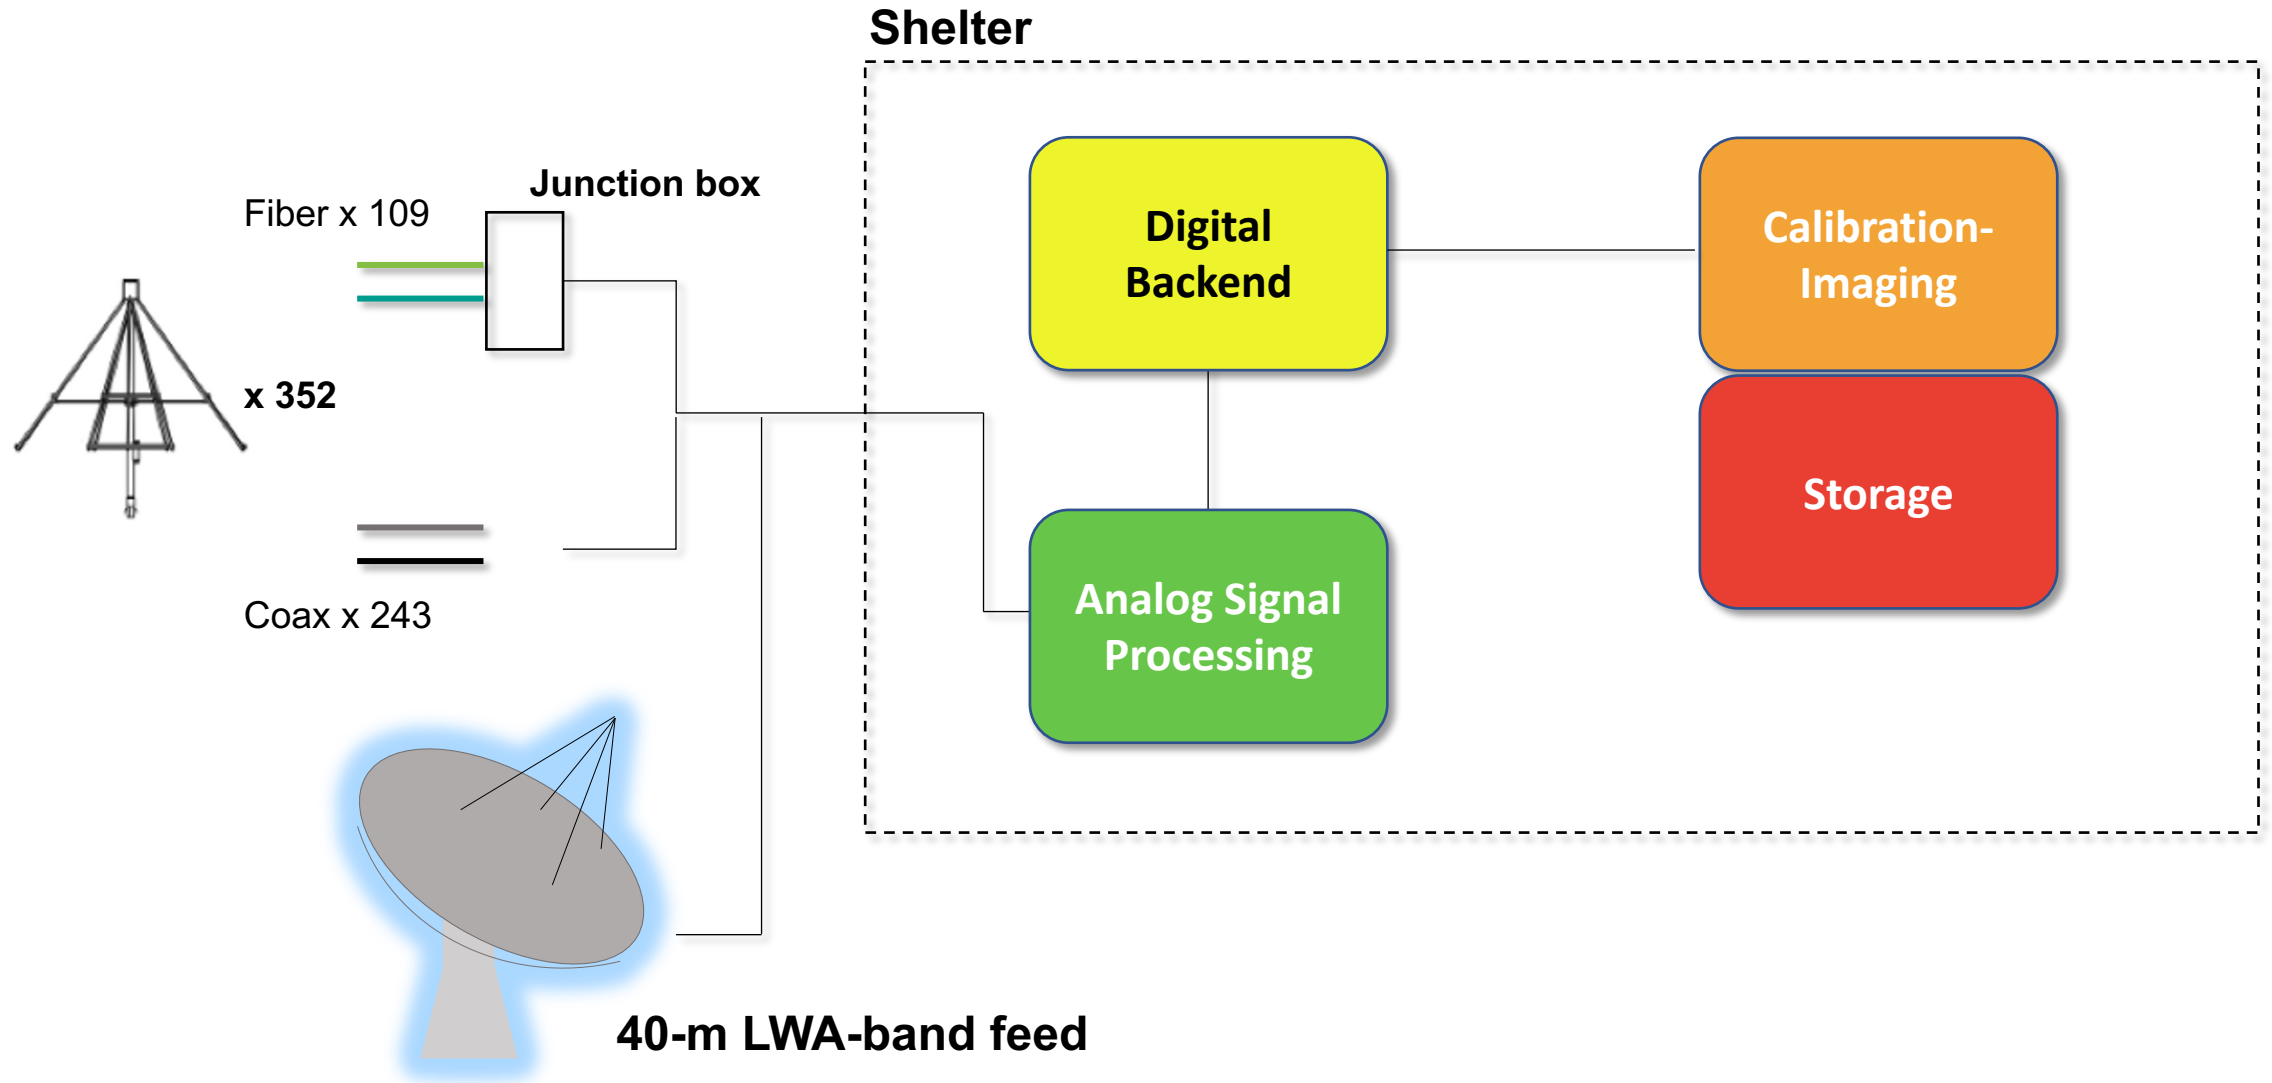 Shelter
Junction box
Fiber x 109
x 352
Coax x 243
Digital
Backend
Calibration-
Imaging
Storage
Analog Signal
Processing
40-m LWA-band feed